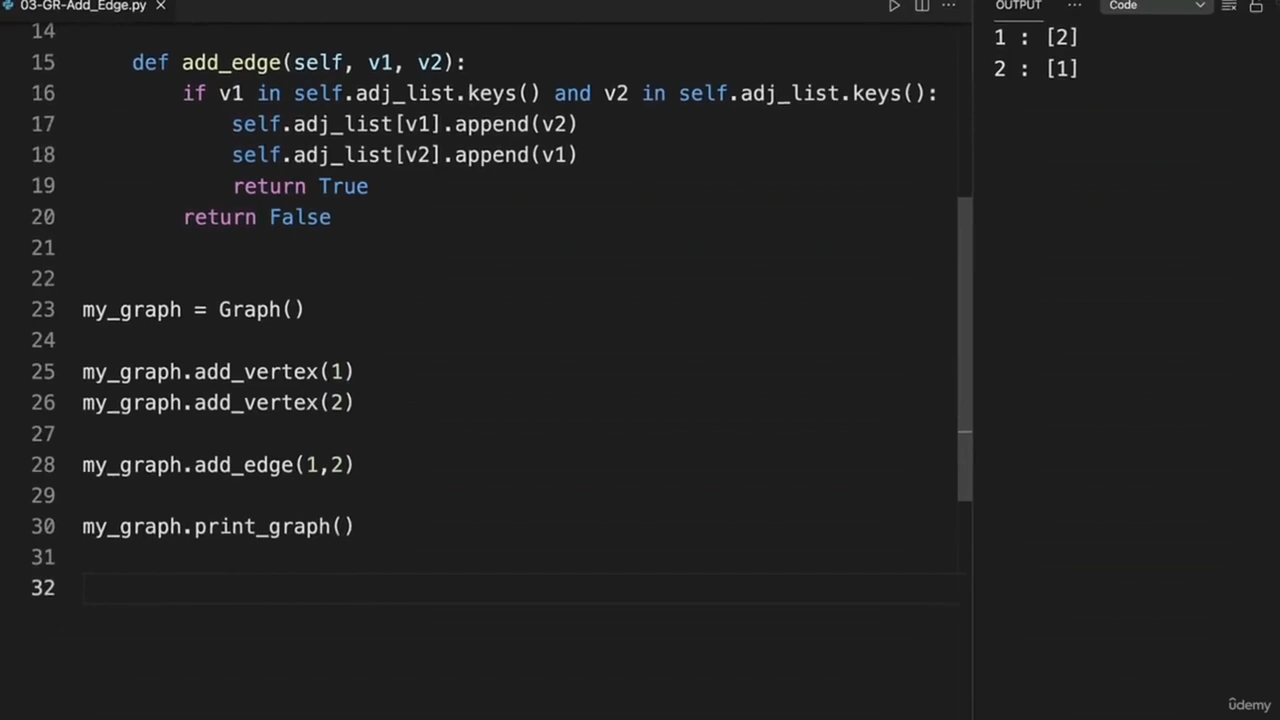 03-GR-Add_Edge.py
14
15 def add_edge(self, v1, v2):
16 if v1 in self.adj_list.keys() and v2 in self.adj_list.keys():
17 self.adj_list[v1].append(v2)
18 self.adj_list[v2].append(v1)
19 return True
20 return False
21
22
23 my_graph = Graph()
24
25 my_graph.add_vertex(1)
26 my_graph.add_vertex(2)
27
28 my_graph.add_edge(1,2)
29
30 my_graph.print_graph()
31
32
OUTPUT ... Code
1 : [2]
2 : [1]
ûdemy